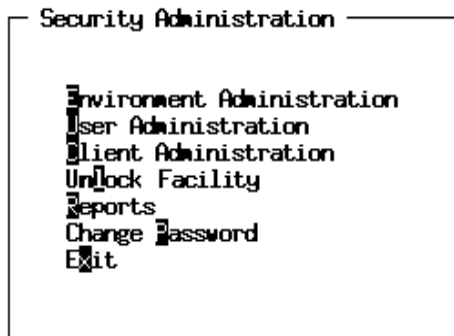 Security Administration
Environment Administration
User Administration
Client Administration
UnLock Facility
Reports
Change Password
Exit